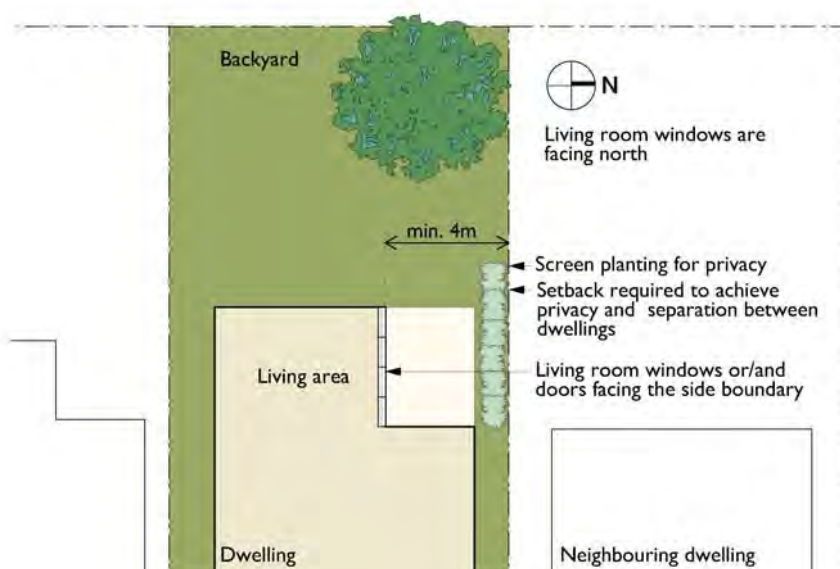 Backyard
N
Living room windows are
facing north
min. 4m
Screen planting for privacy
Setback required to achieve
privacy and separation between
dwellings
Living area
Living room windows or/and
doors facing the side boundary
Dwelling
Neighbouring dwelling